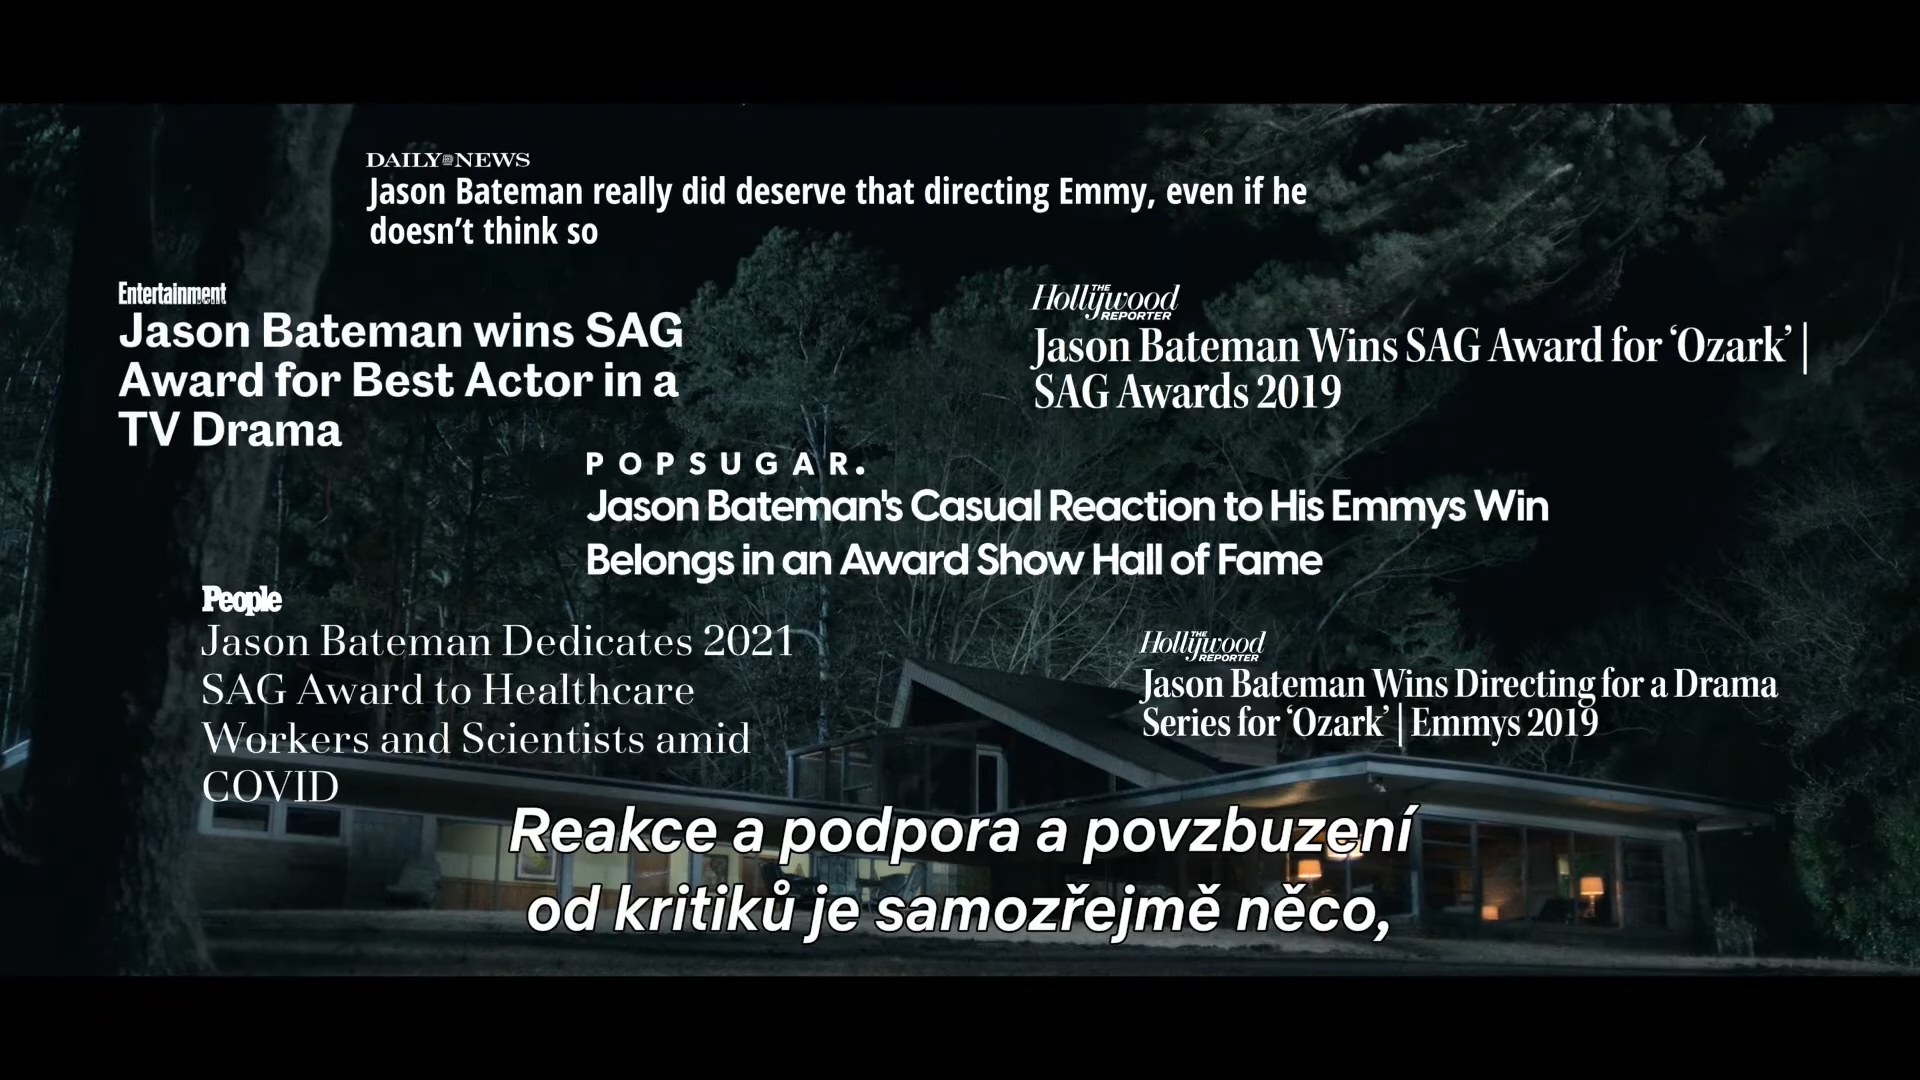 DAILY NEWS
Jason Bateman really did deserve that directing Emmy, even if he
doesn't think so
Entertainment
Jason Bateman wins SAG
Award for Best Actor in a
TV Drama
THE
Hollywood
REPORTER
Jason Bateman Wins SAG Award for ‘Ozark’ |
SAG Awards 2019
POPSUGAR.
Jason Bateman's Casual Reaction to His Emmys Win
Belongs in an Award Show Hall of Fame
People
Jason Bateman Dedicates 2021
SAG Award to Healthcare
Workers and Scientists amid
COVID
THE
Hollywood
REPORTER
Jason Bateman Wins Directing for a Drama
Series for ‘Ozark’ | Emmys 2019
Reakce a podpora a povzbuzení
od kritiků je samozřejmě něco,